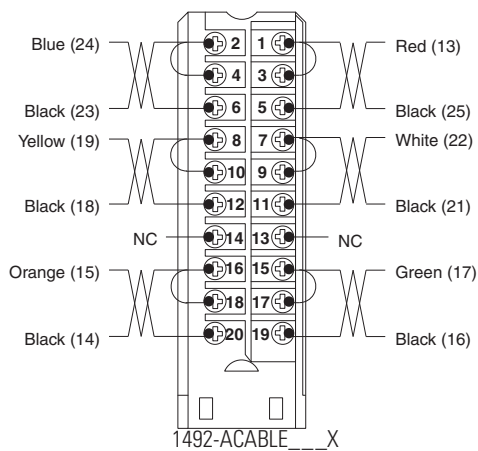 Blue (24) 2 1 Red (13)
4 3
Black (23) 6 5 Black (25)
Yellow (19) 8 7 White (22)
10 9
Black (18) 12 11 Black (21)
NC 14 13 NC
Orange (15) 16 15 Green (17)
18 17
Black (14) 20 19 Black (16)
1492-ACABLE___X